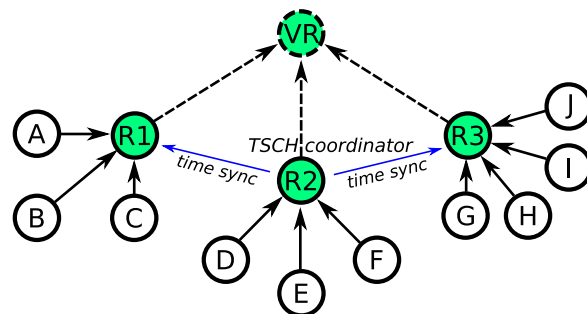 VR
A
R1
TSCH coordinator
R3
J
time sync
R2
time sync
I
B
C
G
H
D
E
F